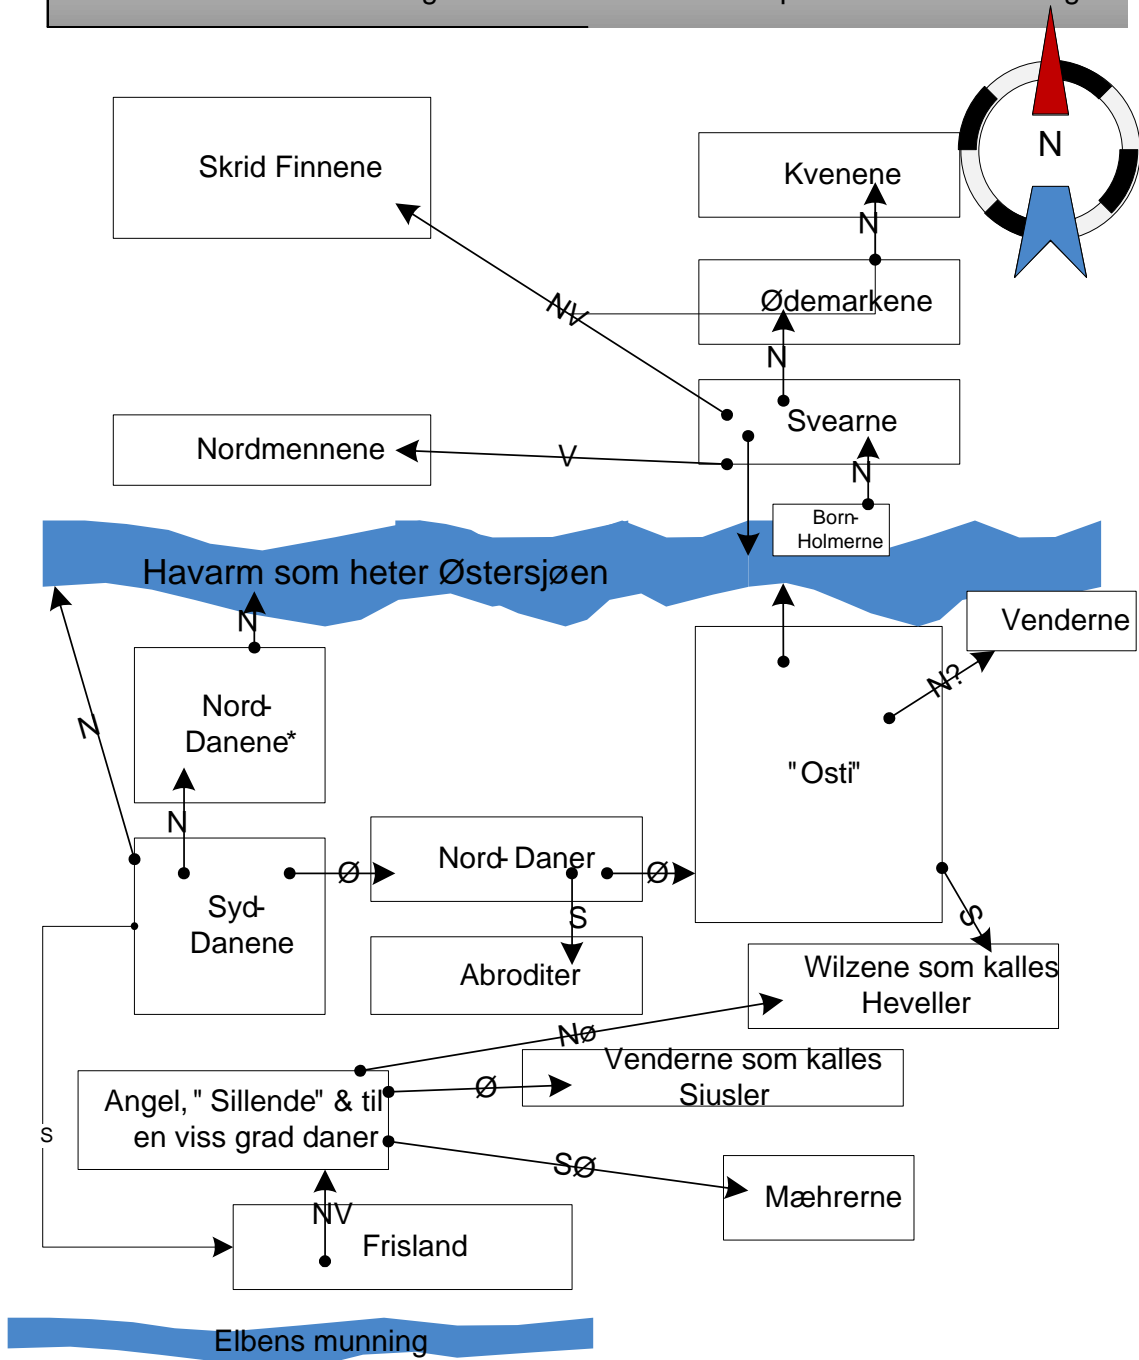 N
Skrid Finnene
Kvenene
N
Ødemarkene
NV
N
Svearne
Nordmennene
V
N
Born-
Holmerne
Havarm som heter Østersjøen
Venderne
N
N?
Nord-
Danene*
N
"Osti"
N
Nord-Daner
Ø
Ø
Syd-
Danene
S
S
Abroditer
Wilzene som kalles
Heveller
Nø
Venderne som kalles
Siusler
Ø
Angel, "Sillende" & til
en viss grad daner
S
SØ
Mæhrerne
NV
Frisland
Elbens munning